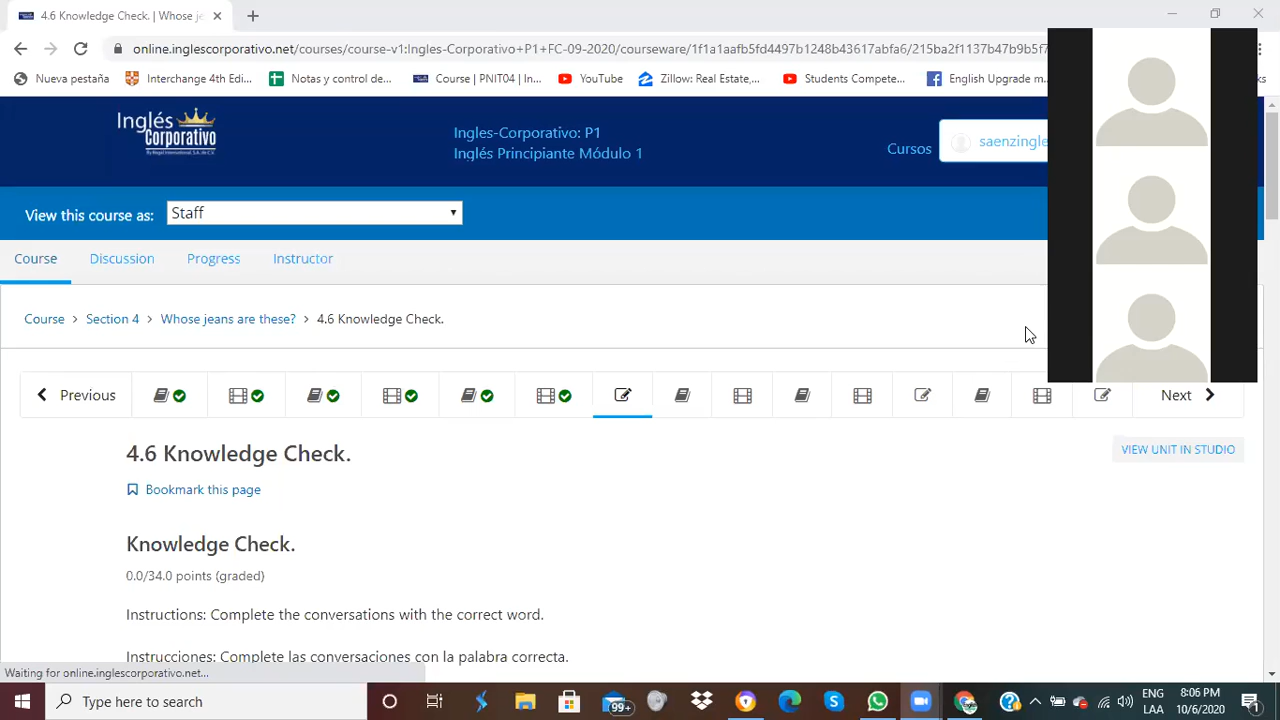 4.6 Knowledge Check. | Whose je
online.inglescorporativo.net/courses/course-v1:Ingles-Corporativo+P1+FC-09-2020/courseware/1f1a1aafb5fd4497b1248b43617abfa6/215ba2f1137b47b9b5f7
Nueva pestaña Interchange 4th Edi... Notas y control de... Course | PNIT04 | In... YouTube Zillow: Real Estate,... Students Compete... English Upgrade m... ks
Inglés
Corporativo
By Regal International, S.A. de C.V.
Ingles-Corporativo: P1
Inglés Principiante Módulo 1
Cursos saenzingle
View this course as: Staff
Course Discussion Progress Instructor
Course > Section 4 > Whose jeans are these? > 4.6 Knowledge Check.
Previous Next
4.6 Knowledge Check.
VIEW UNIT IN STUDIO
Bookmark this page
Knowledge Check.
0.0/34.0 points (graded)
Instructions: Complete the conversations with the correct word.
Instrucciones: Complete las conversaciones con la palabra correcta.
Waiting for online.inglescorporativo.net...
Type here to search 99+ ENG 8:06 PM
LAA 10/6/2020 1